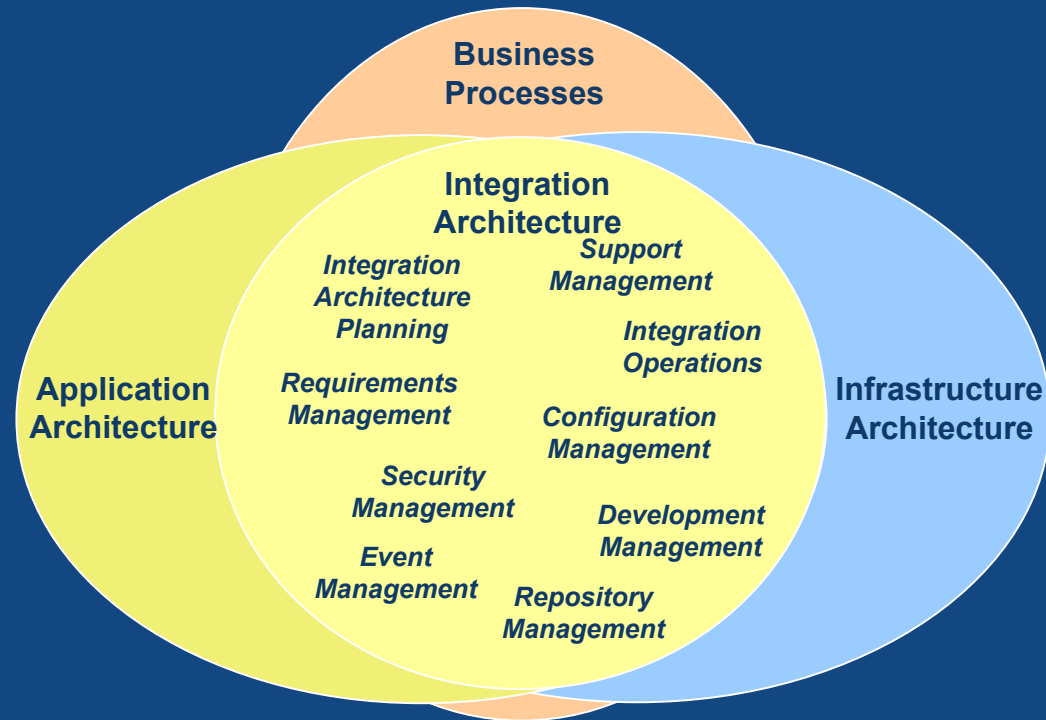 Business
Processes
Integration
Architecture
Support
Management
Integration
Architecture
Planning
Integration
Operations
Application
Architecture
Requirements
Management
Configuration
Management
Infrastructure
Architecture
Security
Management
Development
Management
Event
Management
Repository
Management